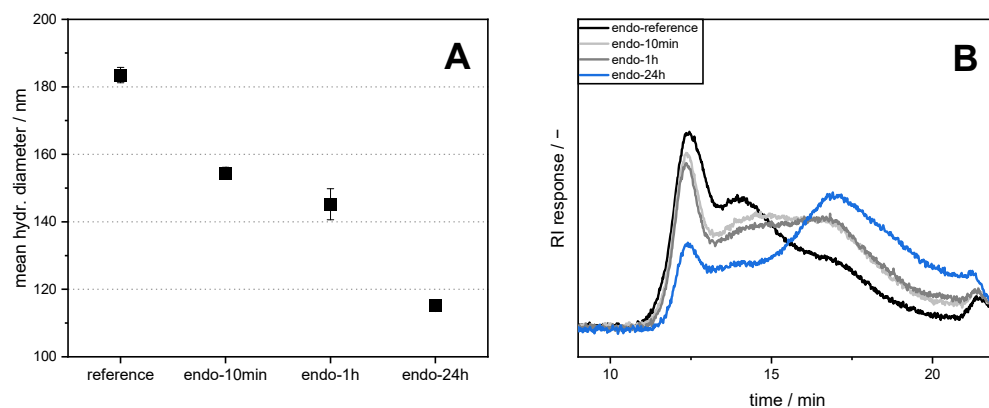 200
180
160
140
120
100
mean hydr. diameter / nm
A
reference
endo-10min
endo-1h
endo-24h
endo-reference
endo-10min
endo-1h
endo-24h
B
RI response / −
10
15
20
time / min